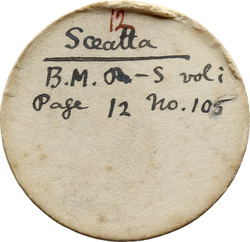 12
Sceatta
B.M. A-S vol i
Page 12 No. 105